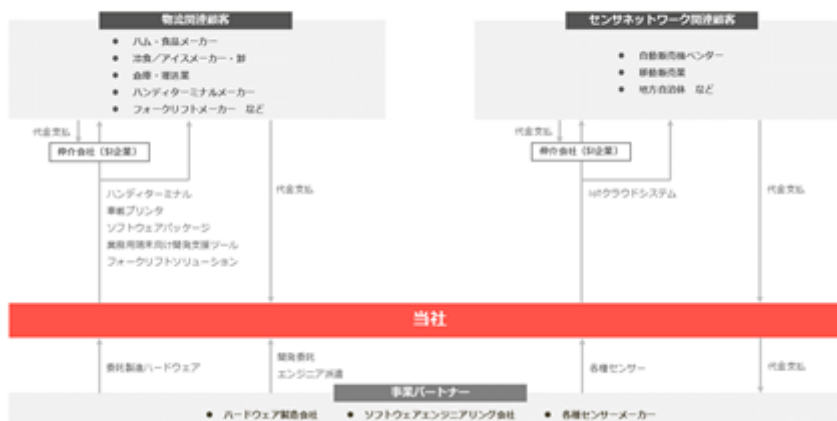 物流関連顧客
ハム・食品メーカー
冷食/アイスメーカー・卸
倉庫・運送業
ハンディターミナルメーカー
フォークリフトメーカー など
代金支払
仲介会社(SI企業)
ハンディターミナル
車載プリンタ
ソフトウェアパッケージ
業務用端末向け開発支援ツール
フォークリフトソリューション
代金支払
センサネットワーク関連顧客
自動販売機ベンダー
移動販売業
地方自治体 など
代金支払
仲介会社(SI企業)
IoTクラウドシステム
代金支払
当社
委託製造ハードウェア
開発委託
エンジニア派遣
各種センサー
代金支払
事業パートナー
ハードウェア製造会社
ソフトウェアエンジニアリング会社
各種センサーメーカー